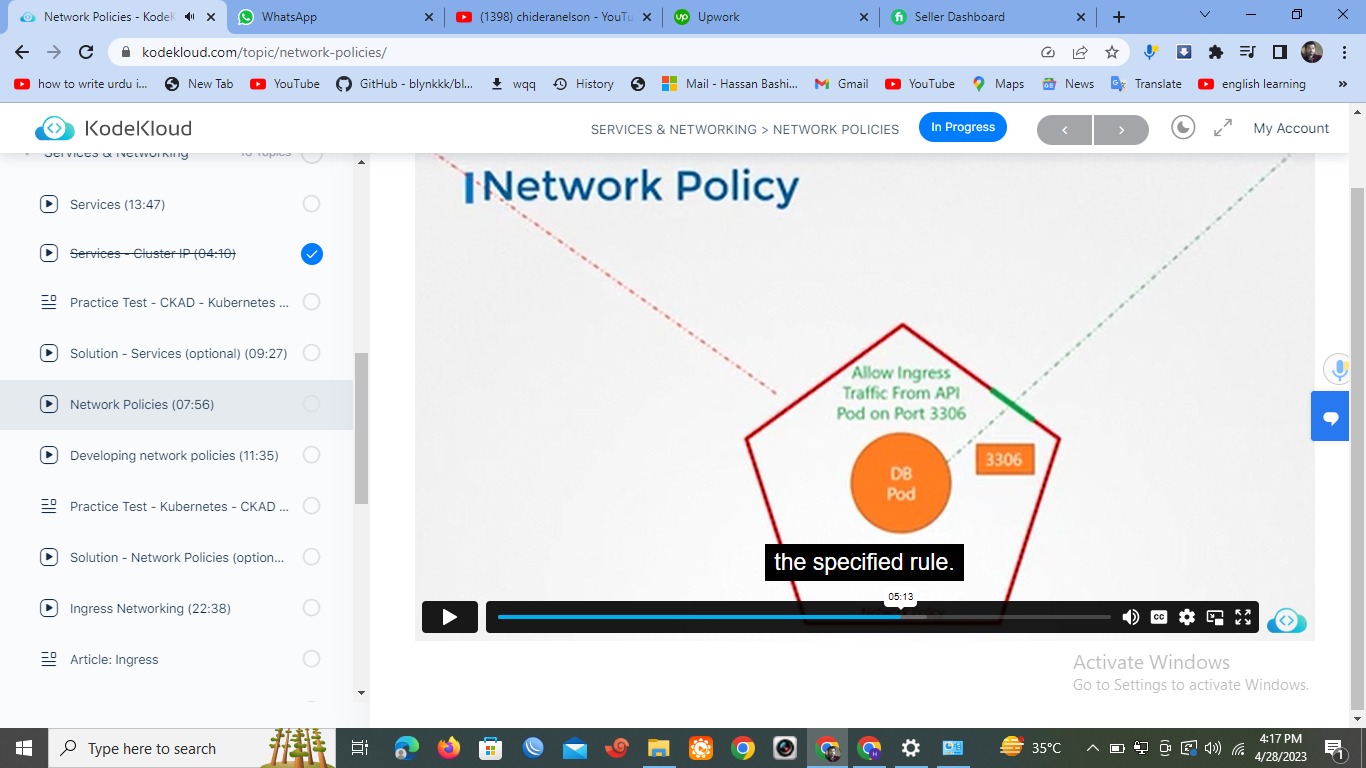 Network Policies - KodeK
WhatsApp
(1398) chideranelson - YouTu
Upwork
Seller Dashboard
kodekloud.com/topic/network-policies/
how to write urdu i...
New Tab
YouTube
GitHub - blynkkk/bl...
wqq
History
Mail - Hassan Bashi...
Gmail
YouTube
Maps
News
Translate
english learning
KodeKloud
SERVICES & NETWORKING > NETWORK POLICIES
In Progress
My Account
Services & Networking
Topics
Services (13:47)
Services - Cluster IP (04:10)
Practice Test - CKAD - Kubernetes ...
Solution - Services (optional) (09:27)
Network Policies (07:56)
Developing network policies (11:35)
Practice Test - Kubernetes - CKAD ...
Solution - Network Policies (option...
Ingress Networking (22:38)
Article: Ingress
Network Policy
Allow Ingress
Traffic From API
Pod on Port 3306
DB
Pod
3306
the specified rule.
05:13
CC
Activate Windows
Go to Settings to activate Windows.
Type here to search
35°C
4:17 PM
4/28/2023
1